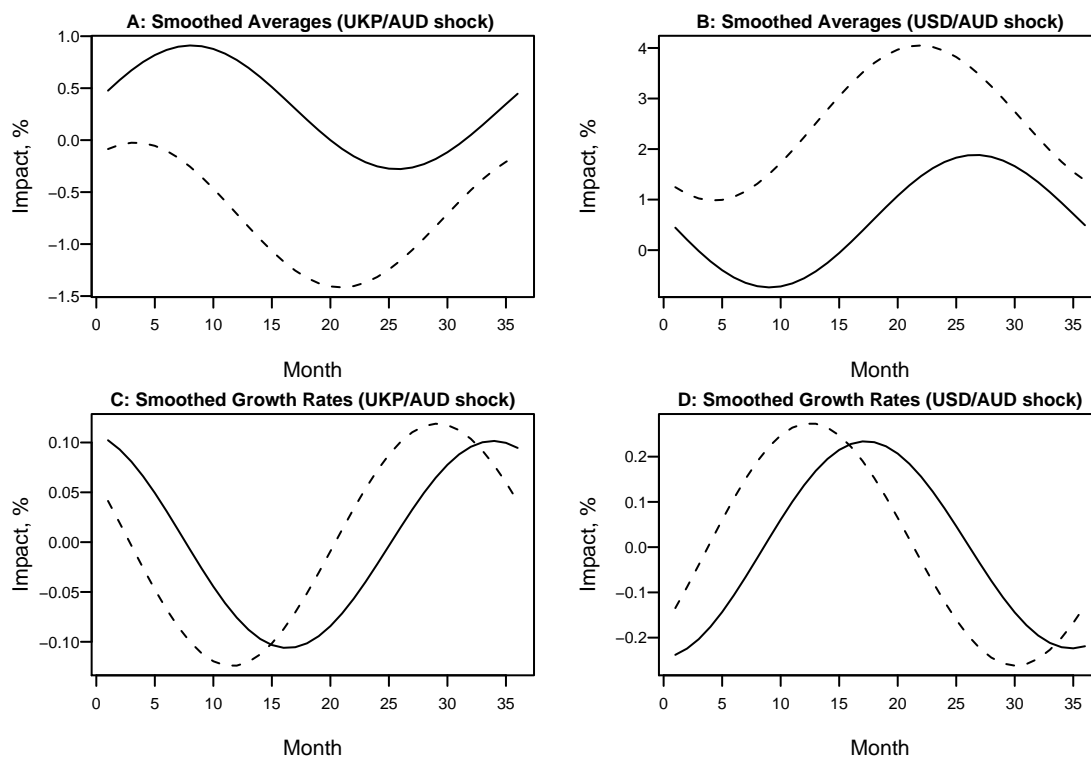 A: Smoothed Averages (UKP/AUD shock)
Impact, %
1.0
0.5
0.0
−0.5
−1.0
−1.5
0 5 10 15 20 25 30 35
Month
B: Smoothed Averages (USD/AUD shock)
Impact, %
4
3
2
1
0
0 5 10 15 20 25 30 35
Month
C: Smoothed Growth Rates (UKP/AUD shock)
Impact, %
0.10
0.05
0.00
−0.05
−0.10
0 5 10 15 20 25 30 35
Month
D: Smoothed Growth Rates (USD/AUD shock)
Impact, %
0.2
0.1
0.0
−0.1
−0.2
0 5 10 15 20 25 30 35
Month